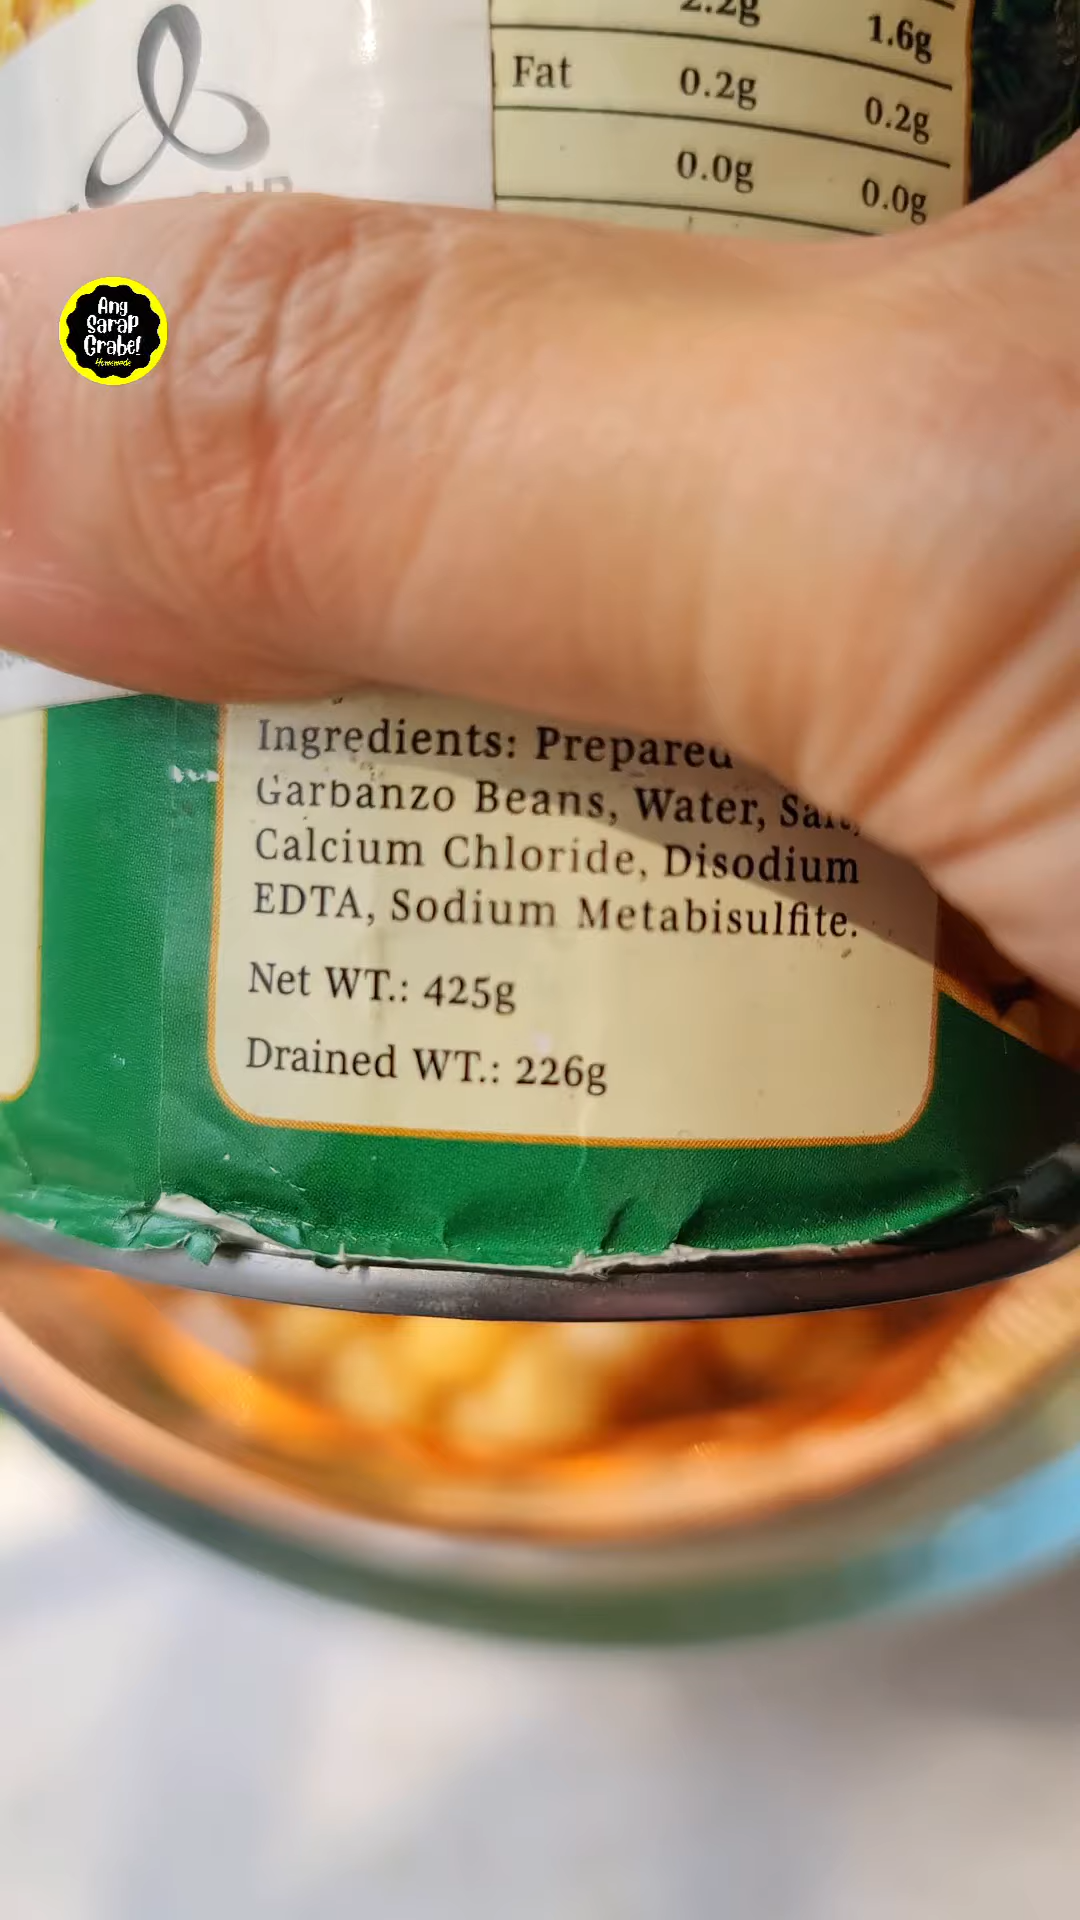 2.2g 1.6g
Fat 0.2g 0.2g
0.0g 0.0g
Ang
Sarap
Grabe!
Homemade
Ingredients: Prepared
Garbanzo Beans, Water, Salt,
Calcium Chloride, Disodium
EDTA, Sodium Metabisulfite.
Net WT.: 425g
Drained WT.: 226g